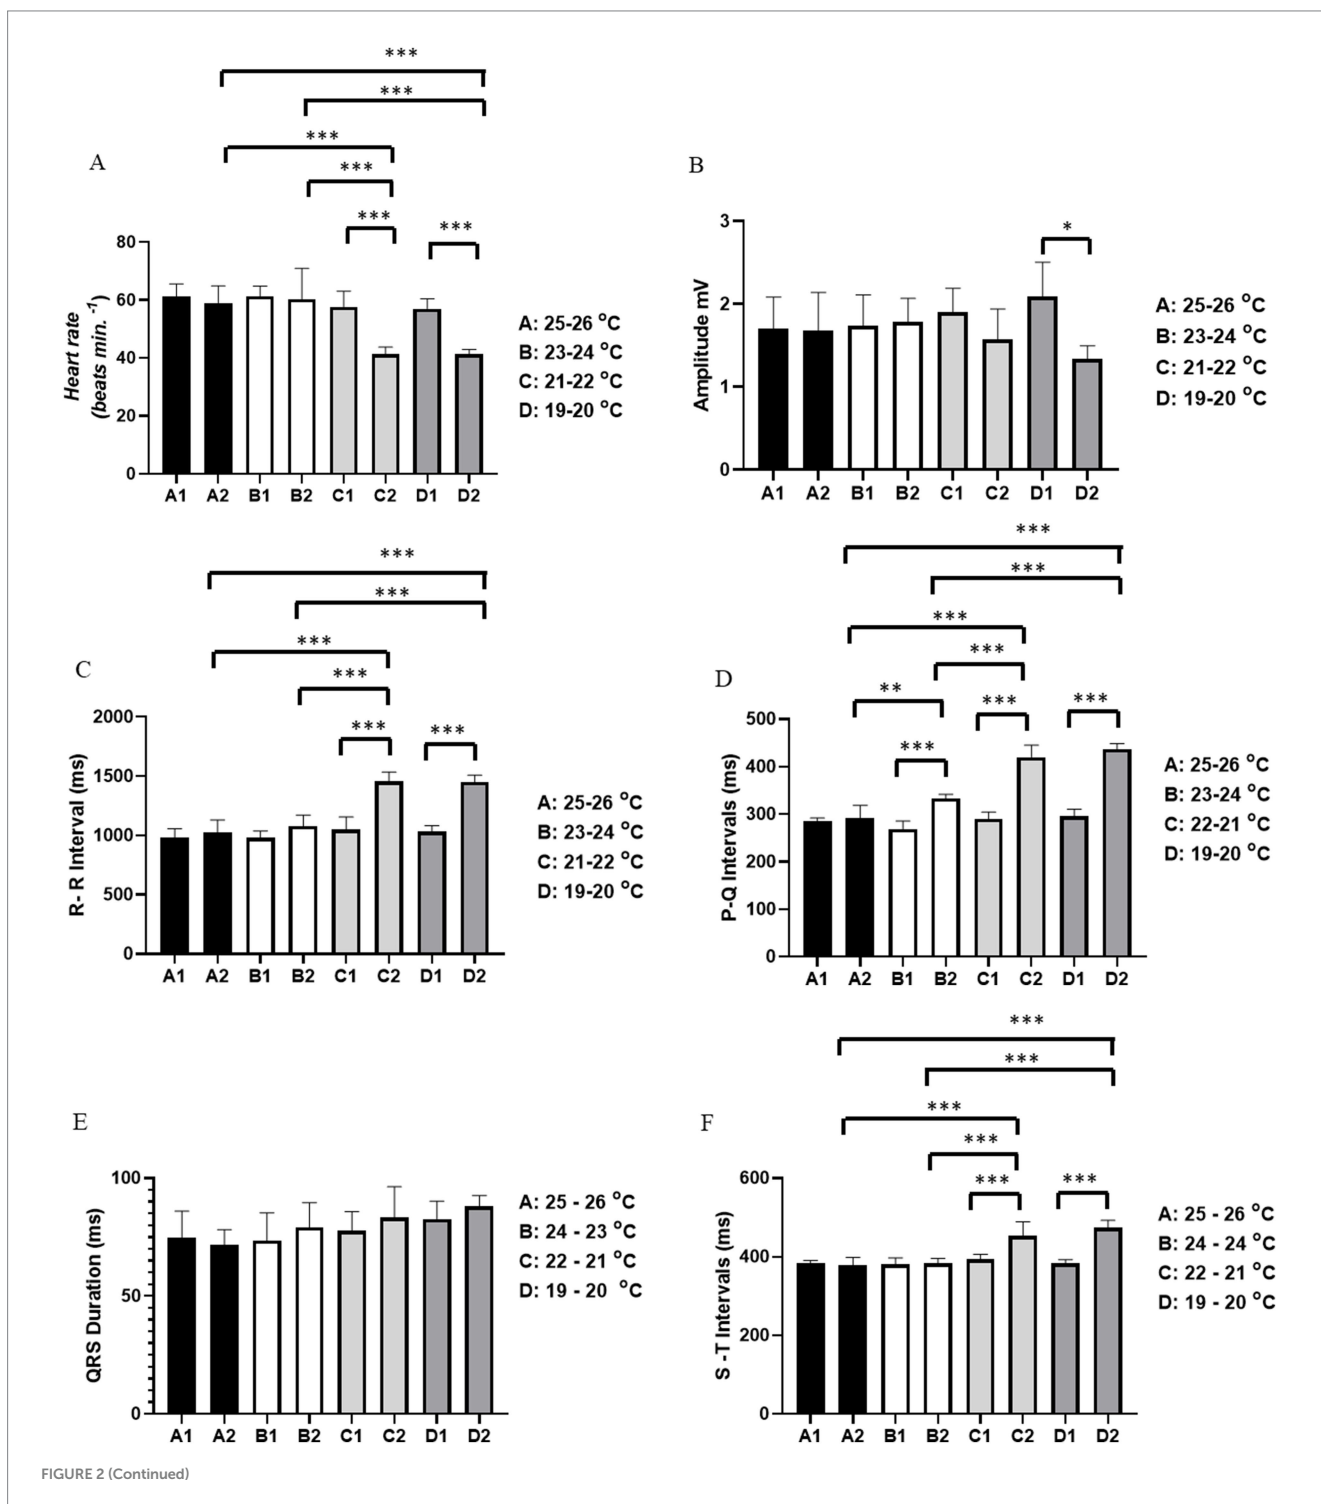 ***
***
***
***
***
***
A
Heart rate
(beats min. -1)
80
60
40
20
0
A1 A2 B1 B2 C1 C2 D1 D2
A: 25-26 °C
B: 23-24 °C
C: 21-22 °C
D: 19-20 °C
B
*
Amplitude mV
3
2
1
0
A1 A2 B1 B2 C1 C2 D1 D2
A: 25-26 °C
B: 23-24 °C
C: 21-22 °C
D: 19-20 °C
***
***
***
***
***
***
C
R- R Interval (ms)
2000
1500
1000
500
0
A1 A2 B1 B2 C1 C2 D1 D2
A: 25-26 °C
B: 23-24 °C
C: 21-22 °C
D: 19-20 °C
***
***
***
***
**
***
***
***
D
P-Q Intervals (ms)
500
400
300
200
100
0
A1 A2 B1 B2 C1 C2 D1 D2
A: 25-26 °C
B: 23-24 °C
C: 22-21 °C
D: 19-20 °C
E
QRS Duration (ms)
100
50
0
A1 A2 B1 B2 C1 C2 D1 D2
A: 25 - 26 °C
B: 24 - 23 °C
C: 22 - 21 °C
D: 19 - 20 °C
***
***
***
***
***
***
F
S -T Intervals (ms)
600
400
200
0
A1 A2 B1 B2 C1 C2 D1 D2
A: 25 - 26 °C
B: 24 - 24 °C
C: 22 - 21 °C
D: 19 - 20 °C
FIGURE 2 (Continued)